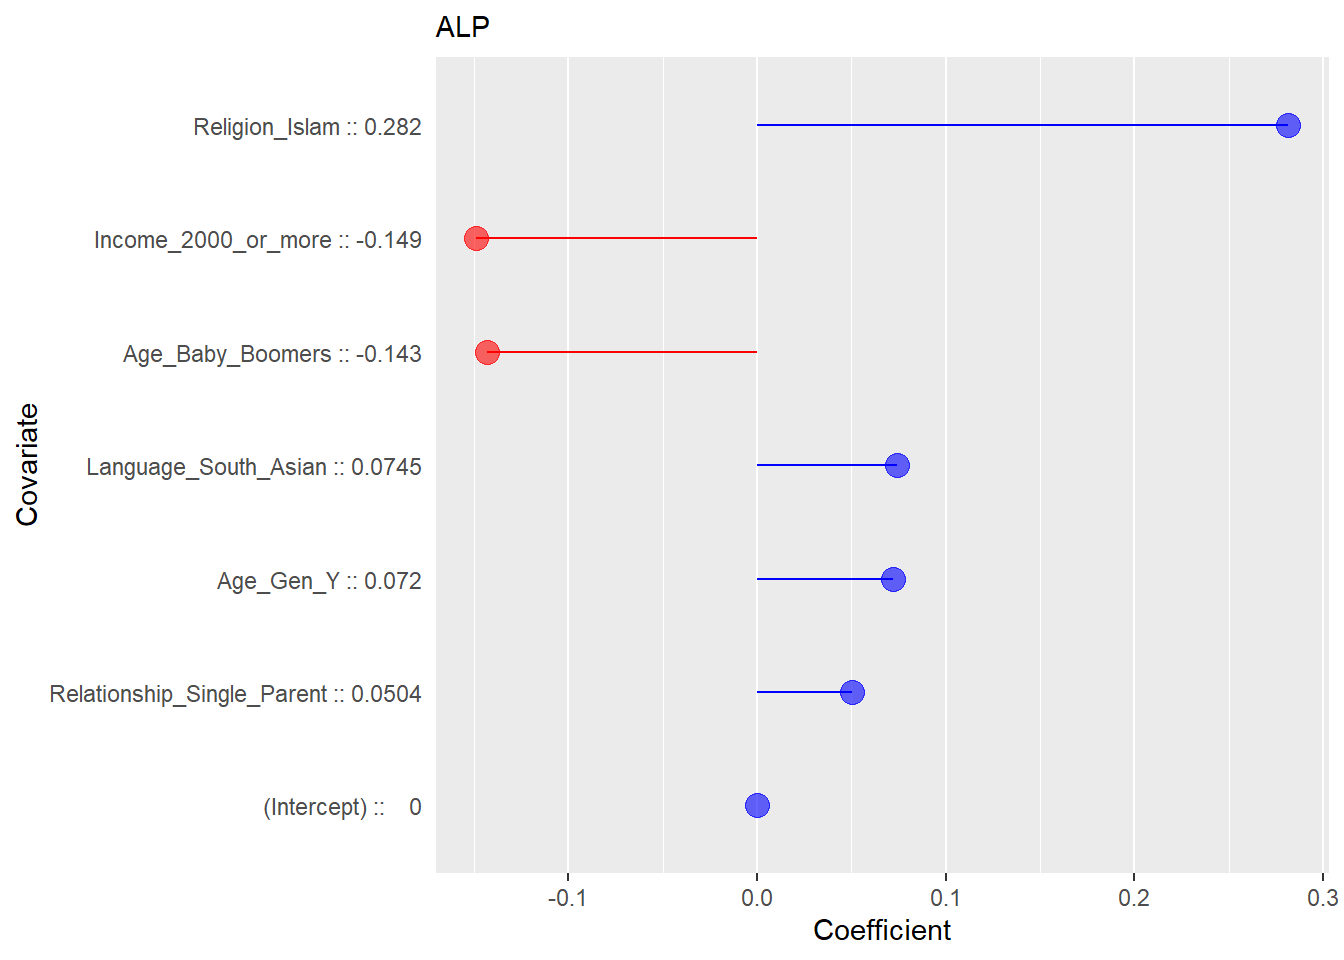 ALP
Religion_Islam :: 0.282
Income_2000_or_more :: -0.149
Age_Baby_Boomers :: -0.143
Language_South_Asian :: 0.0745
Age_Gen_Y :: 0.072
Relationship_Single_Parent :: 0.0504
(Intercept) ::    0
Covariate
-0.1 0.0 0.1 0.2 0.3
Coefficient